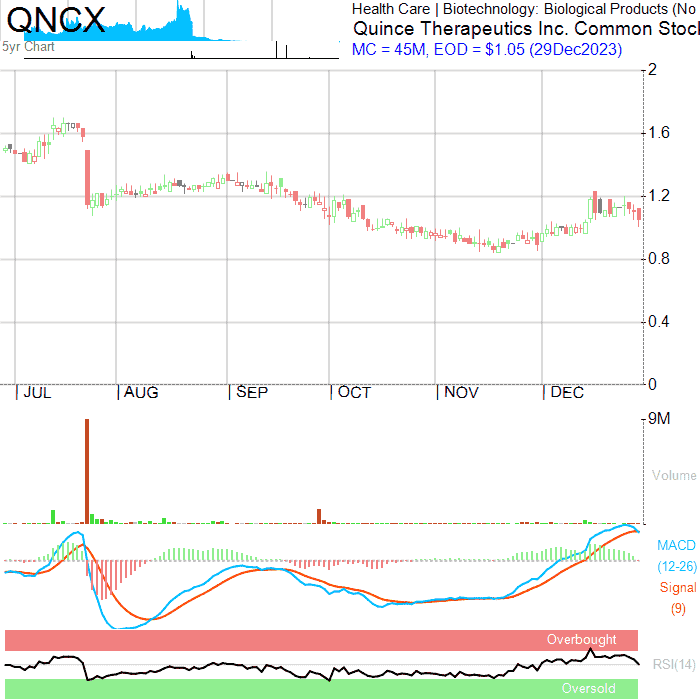 QNCX
5yr Chart
Health Care | Biotechnology: Biological Products (No
Quince Therapeutics Inc. Common Stoc
MC = 45M, EOD = $1.05 (29Dec2023)
2
1.6
1.2
0.8
0.4
0
JUL AUG SEP OCT NOV DEC
9M
Volume
MACD
(12-26)
Signal
(9)
Overbought
RSI(14)
Oversold